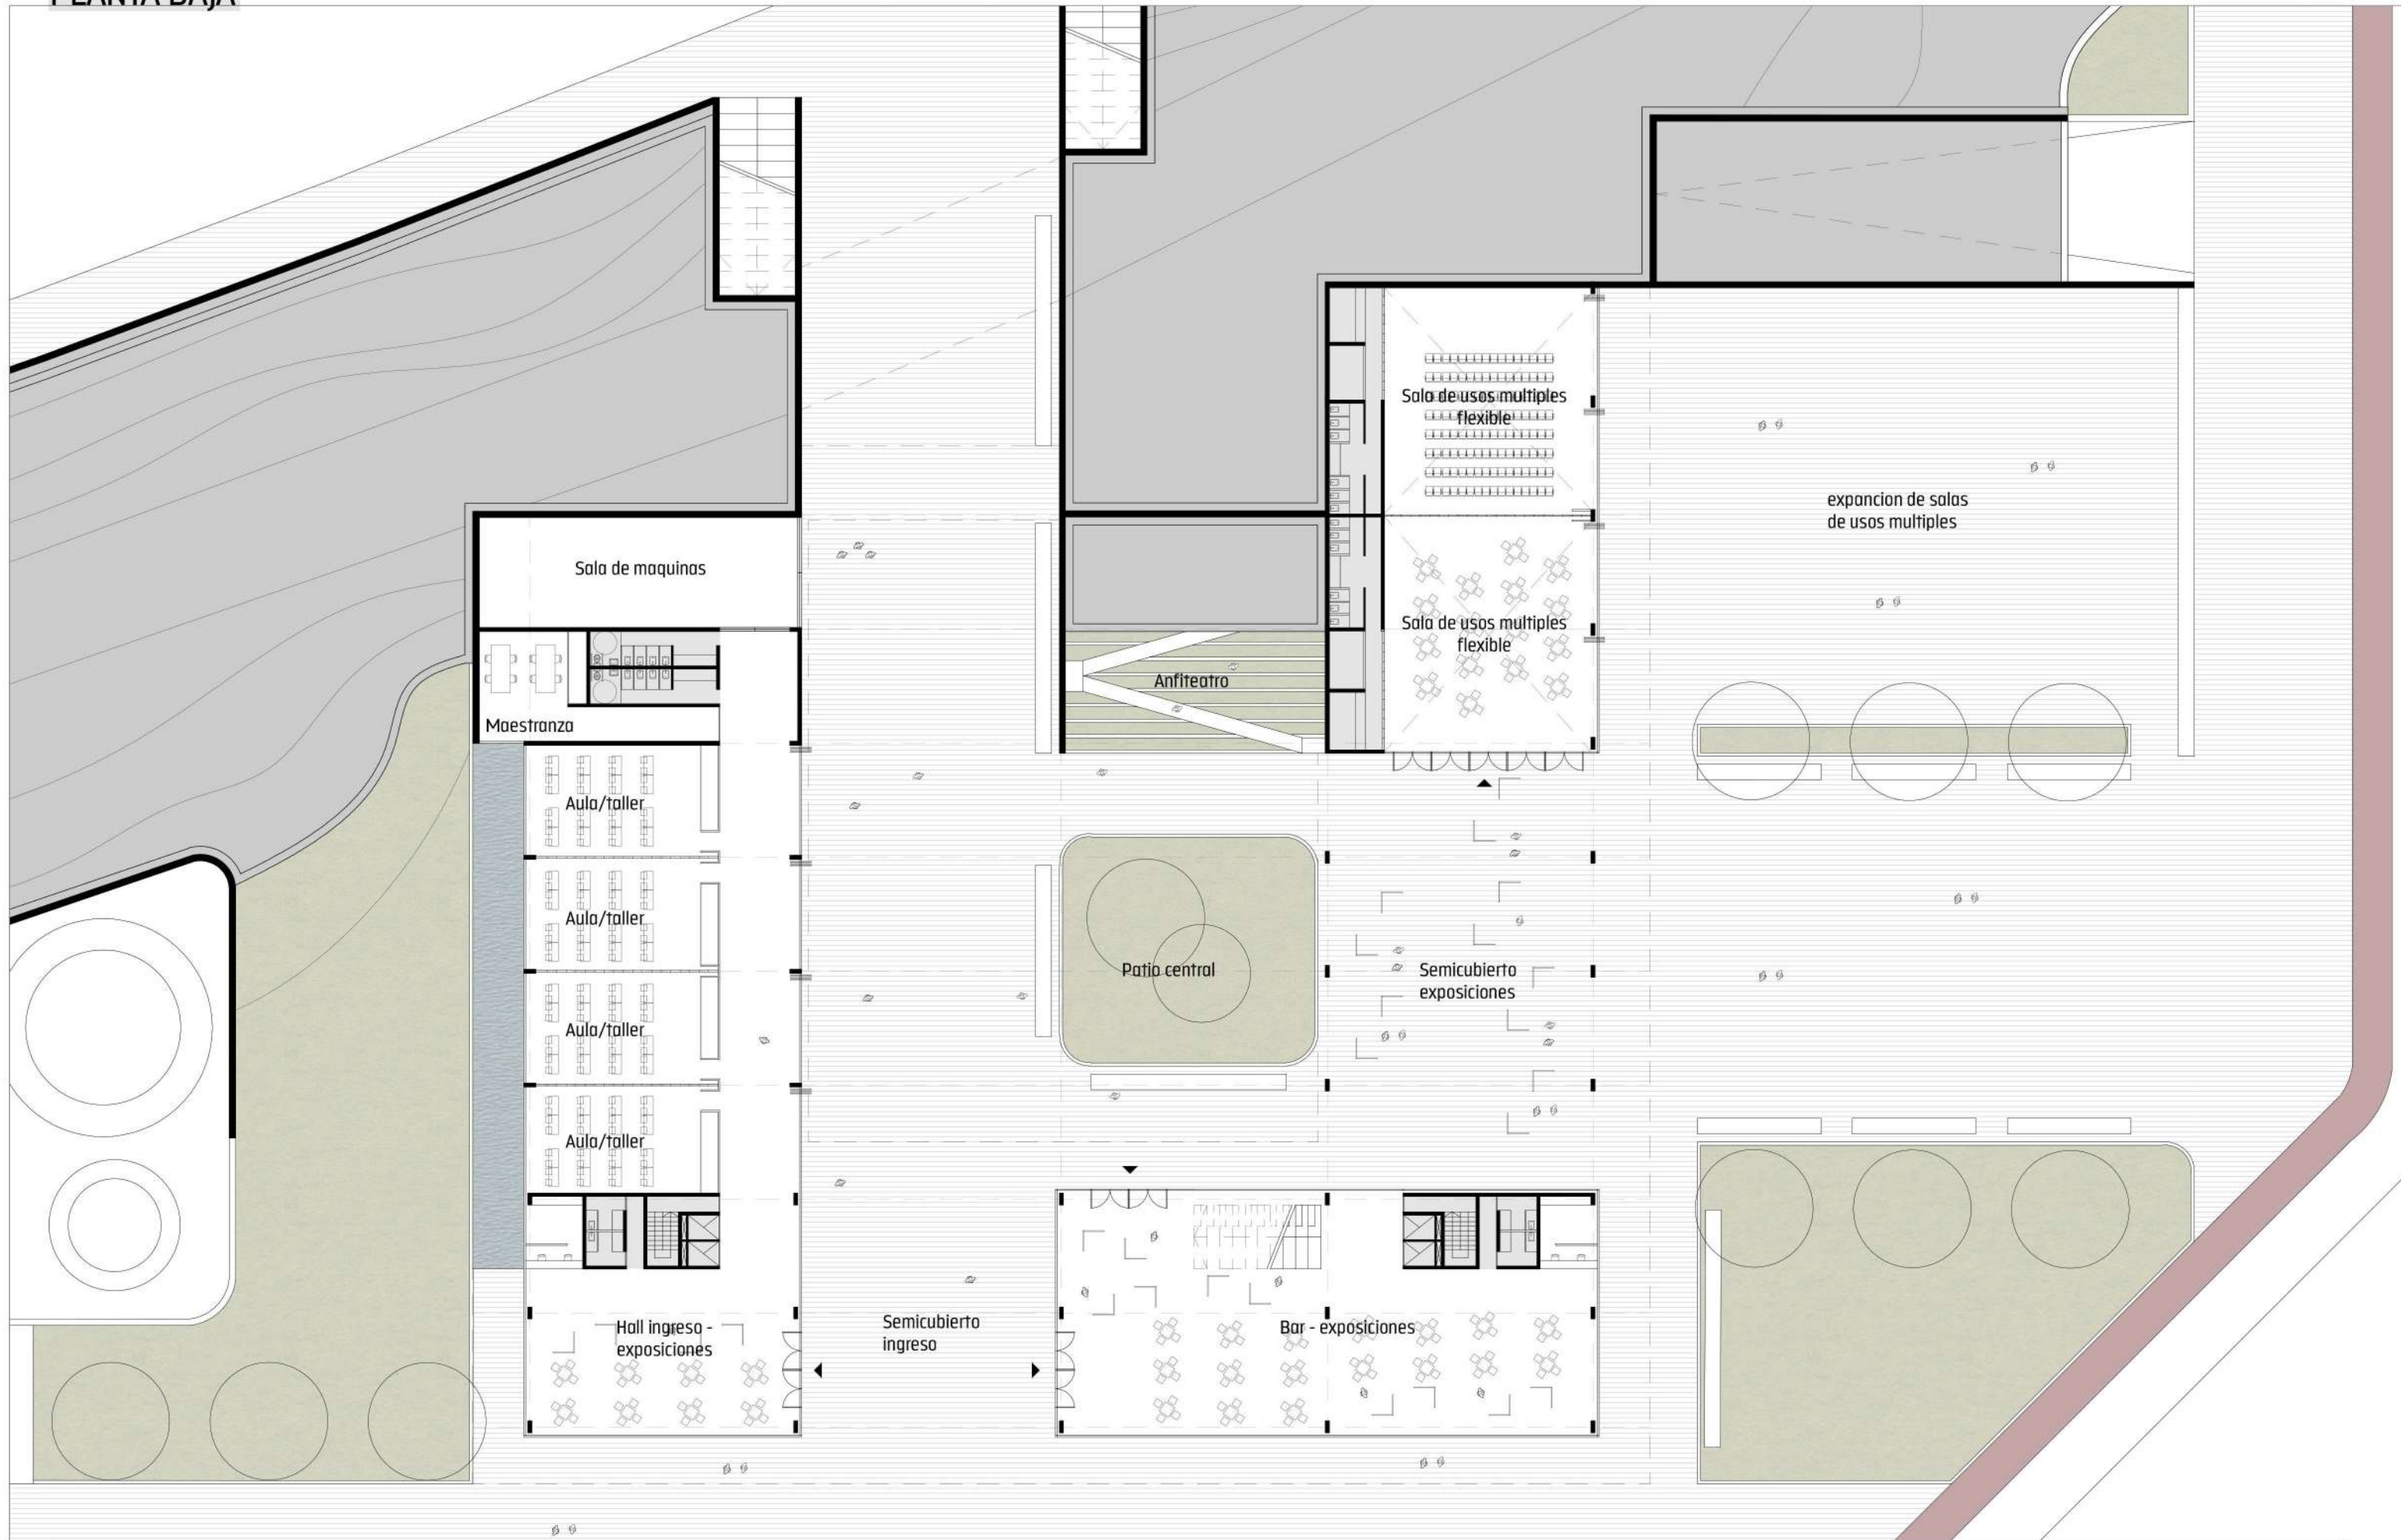 PLANTA BAJA
Sala de usos multiples
flexible
expancion de salas
de usos multiples
Sala de maquinas
Sala de usos multiples
flexible
Anfiteatro
Maestranza
Aula/taller
Aula/taller
Patio central
Semicubierto
exposiciones
Aula/taller
Aula/taller
Hall ingreso -
exposiciones
Semicubierto
ingreso
Bar - exposiciones